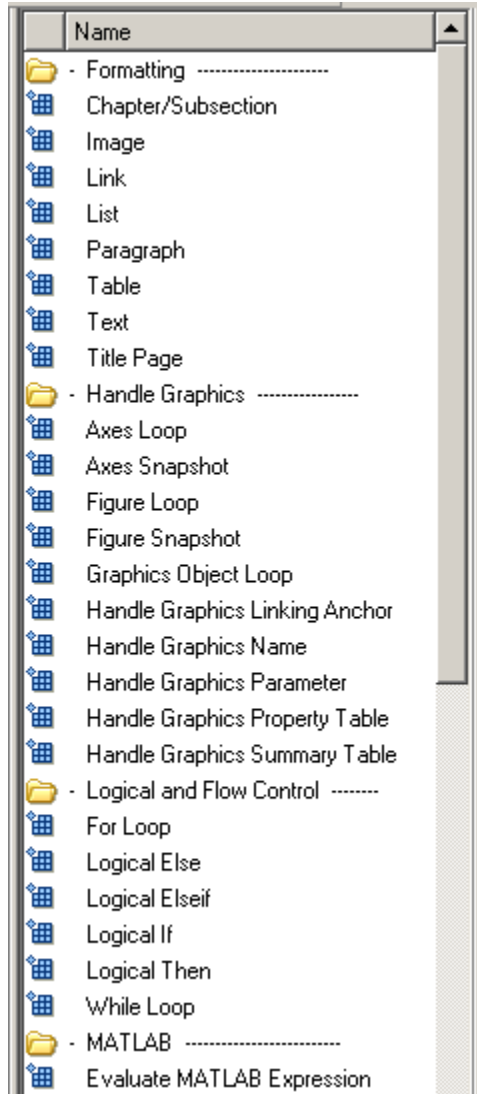 Name
- Formatting ----------------------
Chapter/Subsection
Image
Link
List
Paragraph
Table
Text
Title Page
- Handle Graphics -----------------
Axes Loop
Axes Snapshot
Figure Loop
Figure Snapshot
Graphics Object Loop
Handle Graphics Linking Anchor
Handle Graphics Name
Handle Graphics Parameter
Handle Graphics Property Table
Handle Graphics Summary Table
- Logical and Flow Control --------
For Loop
Logical Else
Logical Elseif
Logical If
Logical Then
While Loop
- MATLAB --------------------------
Evaluate MATLAB Expression